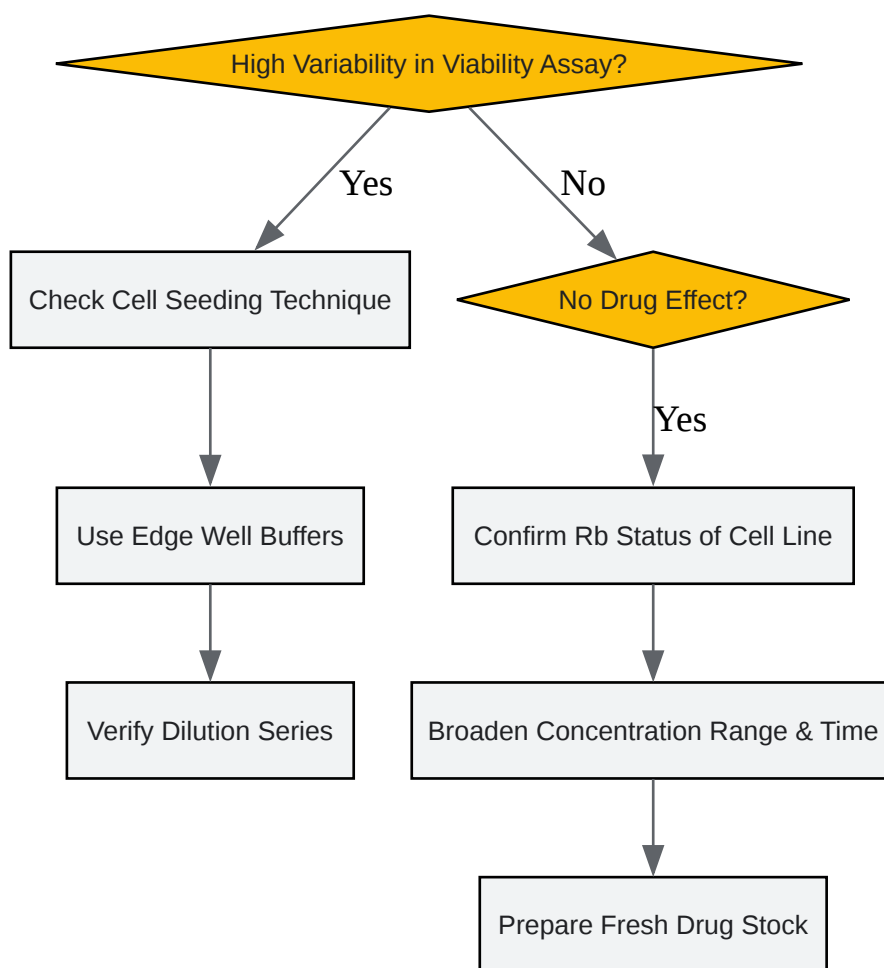 High Variability in Viability Assay?
Yes
No
Check Cell Seeding Technique
No Drug Effect?
Yes
Use Edge Well Buffers
Confirm Rb Status of Cell Line
Verify Dilution Series
Broaden Concentration Range & Time
Prepare Fresh Drug Stock